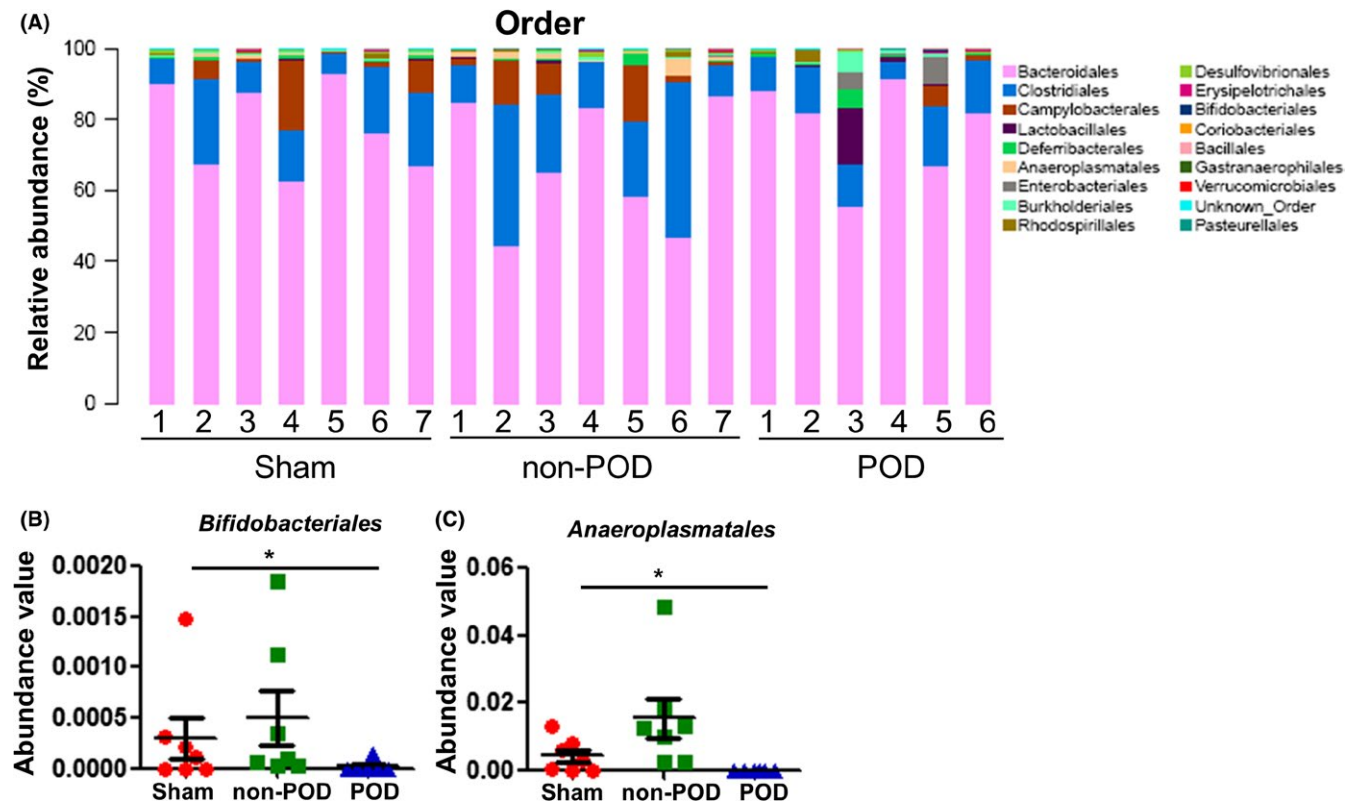 (A)
Order
Relative abundance (%)
100
80
60
40
20
0
1 2 3 4 5 6 7 1 2 3 4 5 6 7 1 2 3 4 5 6
Sham non-POD POD
Bacteroidales
Clostridiales
Campylobacterales
Lactobacillales
Deferribacterales
Anaeroplasmatales
Enterobacteriales
Burkholderiales
Rhodospirillales
Desulfovibrionales
Erysipelotrichales
Bifidobacteriales
Coriobacteriales
Bacillales
Gastranaerophilales
Verrucomicrobiales
Unknown_Order
Pasteurellales
(B)
Bifidobacteriales
Abundance value
0.0020
0.0015
0.0010
0.0005
0.0000
*
Sham non-POD POD
(C)
Anaeroplasmatales
Abundance value
0.06
0.04
0.02
0.00
*
Sham non-POD POD